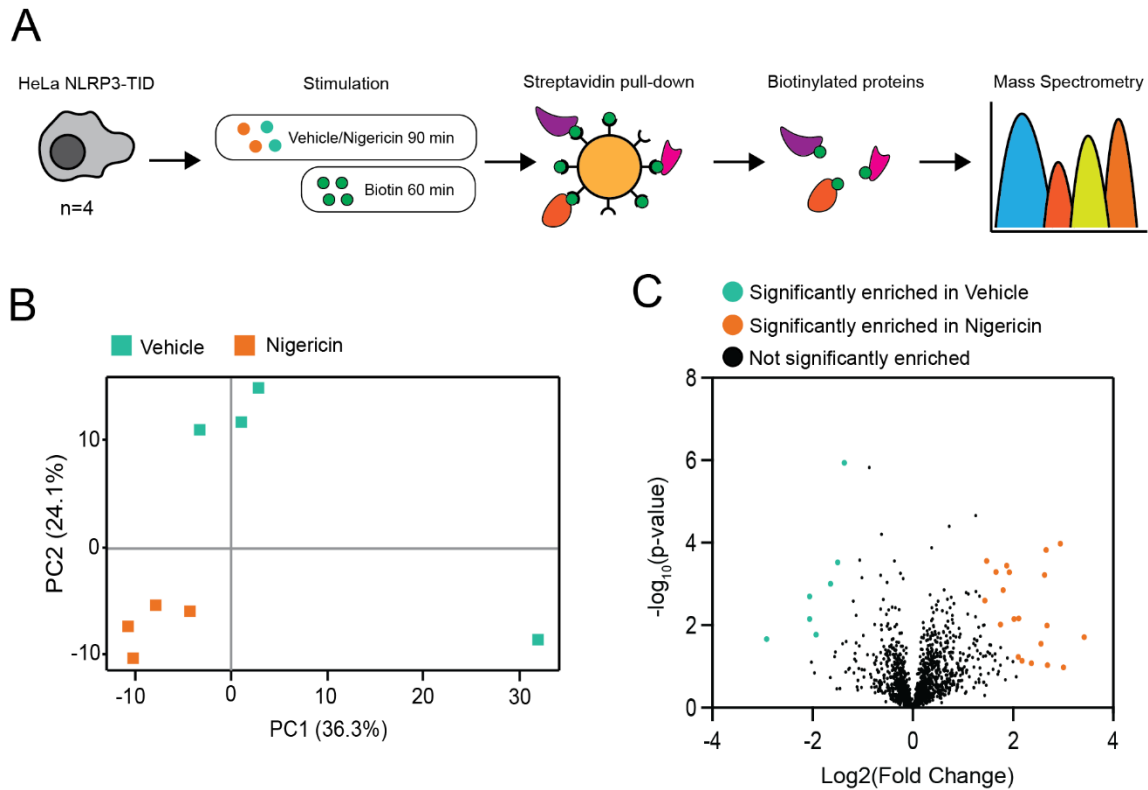 A
HeLa NLRP3-TID
Stimulation
Streptavidin pull-down
Biotinylated proteins
Mass Spectrometry
Vehicle/Nigericin 90 min
Biotin 60 min
n=4
B
Vehicle
Nigericin
10
0
-10
-10
0
10
20
30
PC2 (24.1%)
PC1 (36.3%)
C
Significantly enriched in Vehicle
Significantly enriched in Nigericin
Not significantly enriched
8
6
4
2
0
-4
-2
0
2
4
-log10(p-value)
Log2(Fold Change)